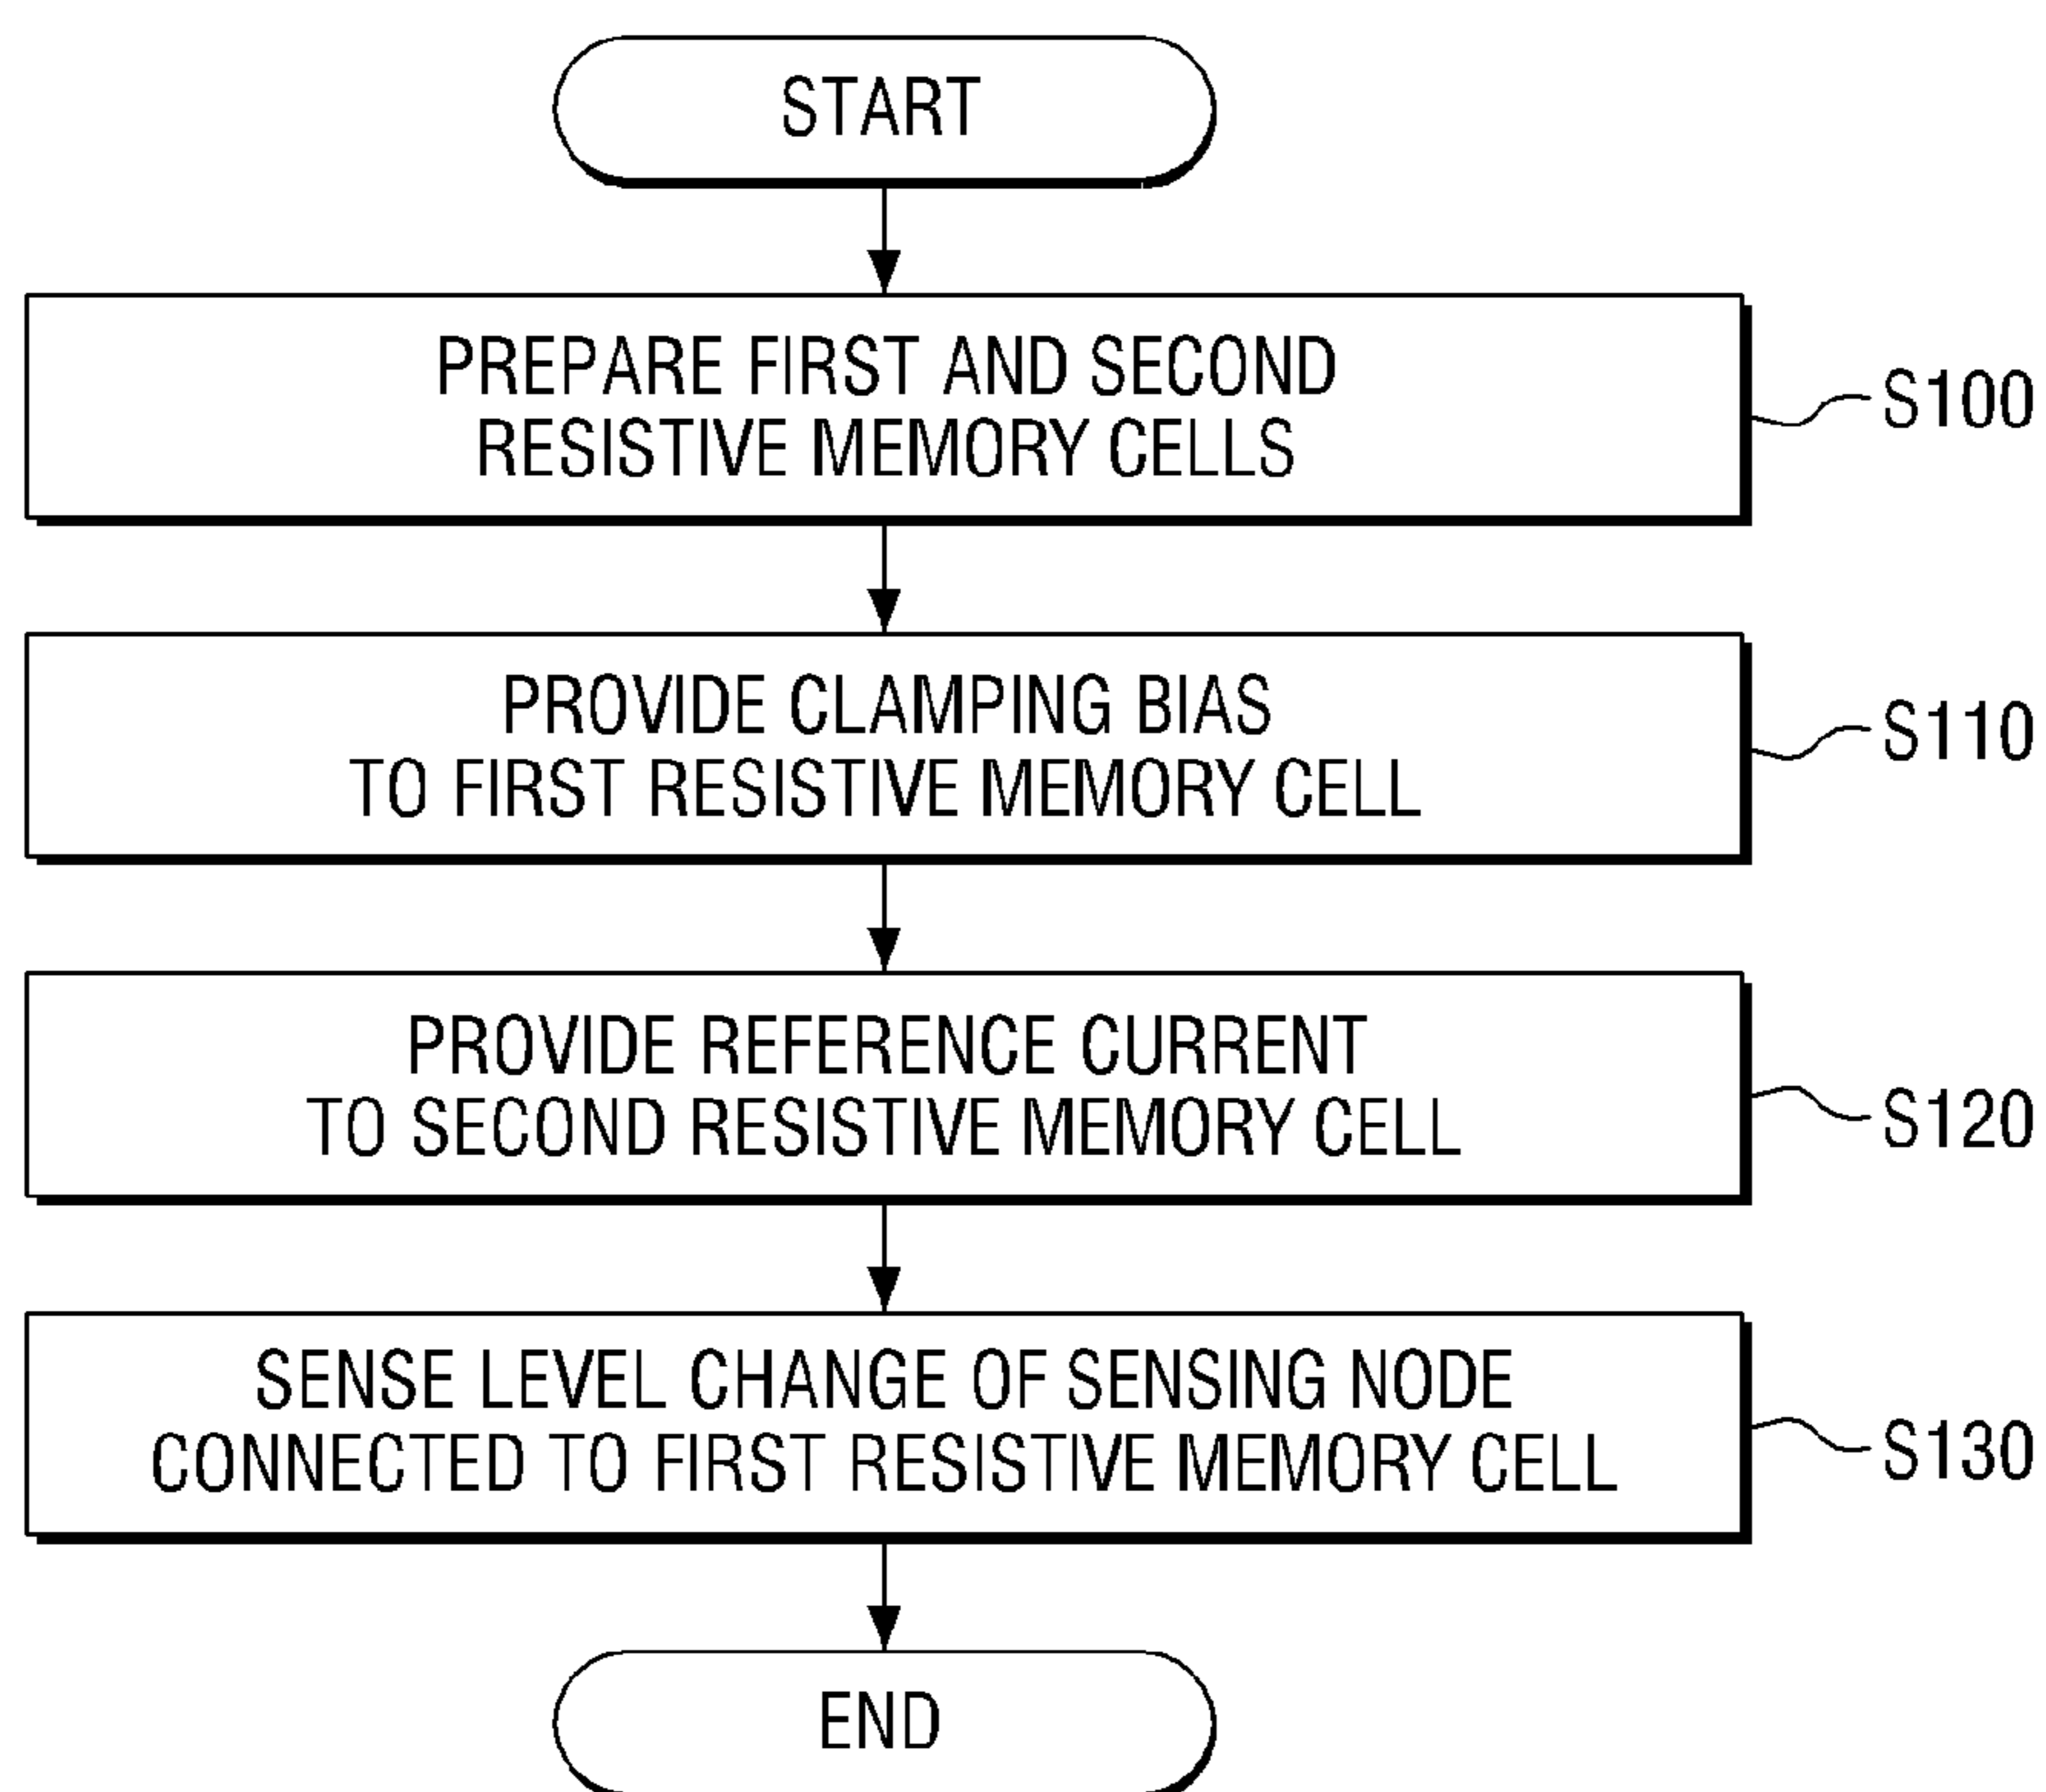 START
PREPARE FIRST AND SECOND
RESISTIVE MEMORY CELLS
S100
PROVIDE CLAMPING BIAS
TO FIRST RESISTIVE MEMORY CELL
S110
PROVIDE REFERENCE CURRENT
TO SECOND RESISTIVE MEMORY CELL
S120
SENSE LEVEL CHANGE OF SENSING NODE
CONNECTED TO FIRST RESISTIVE MEMORY CELL
S130
END